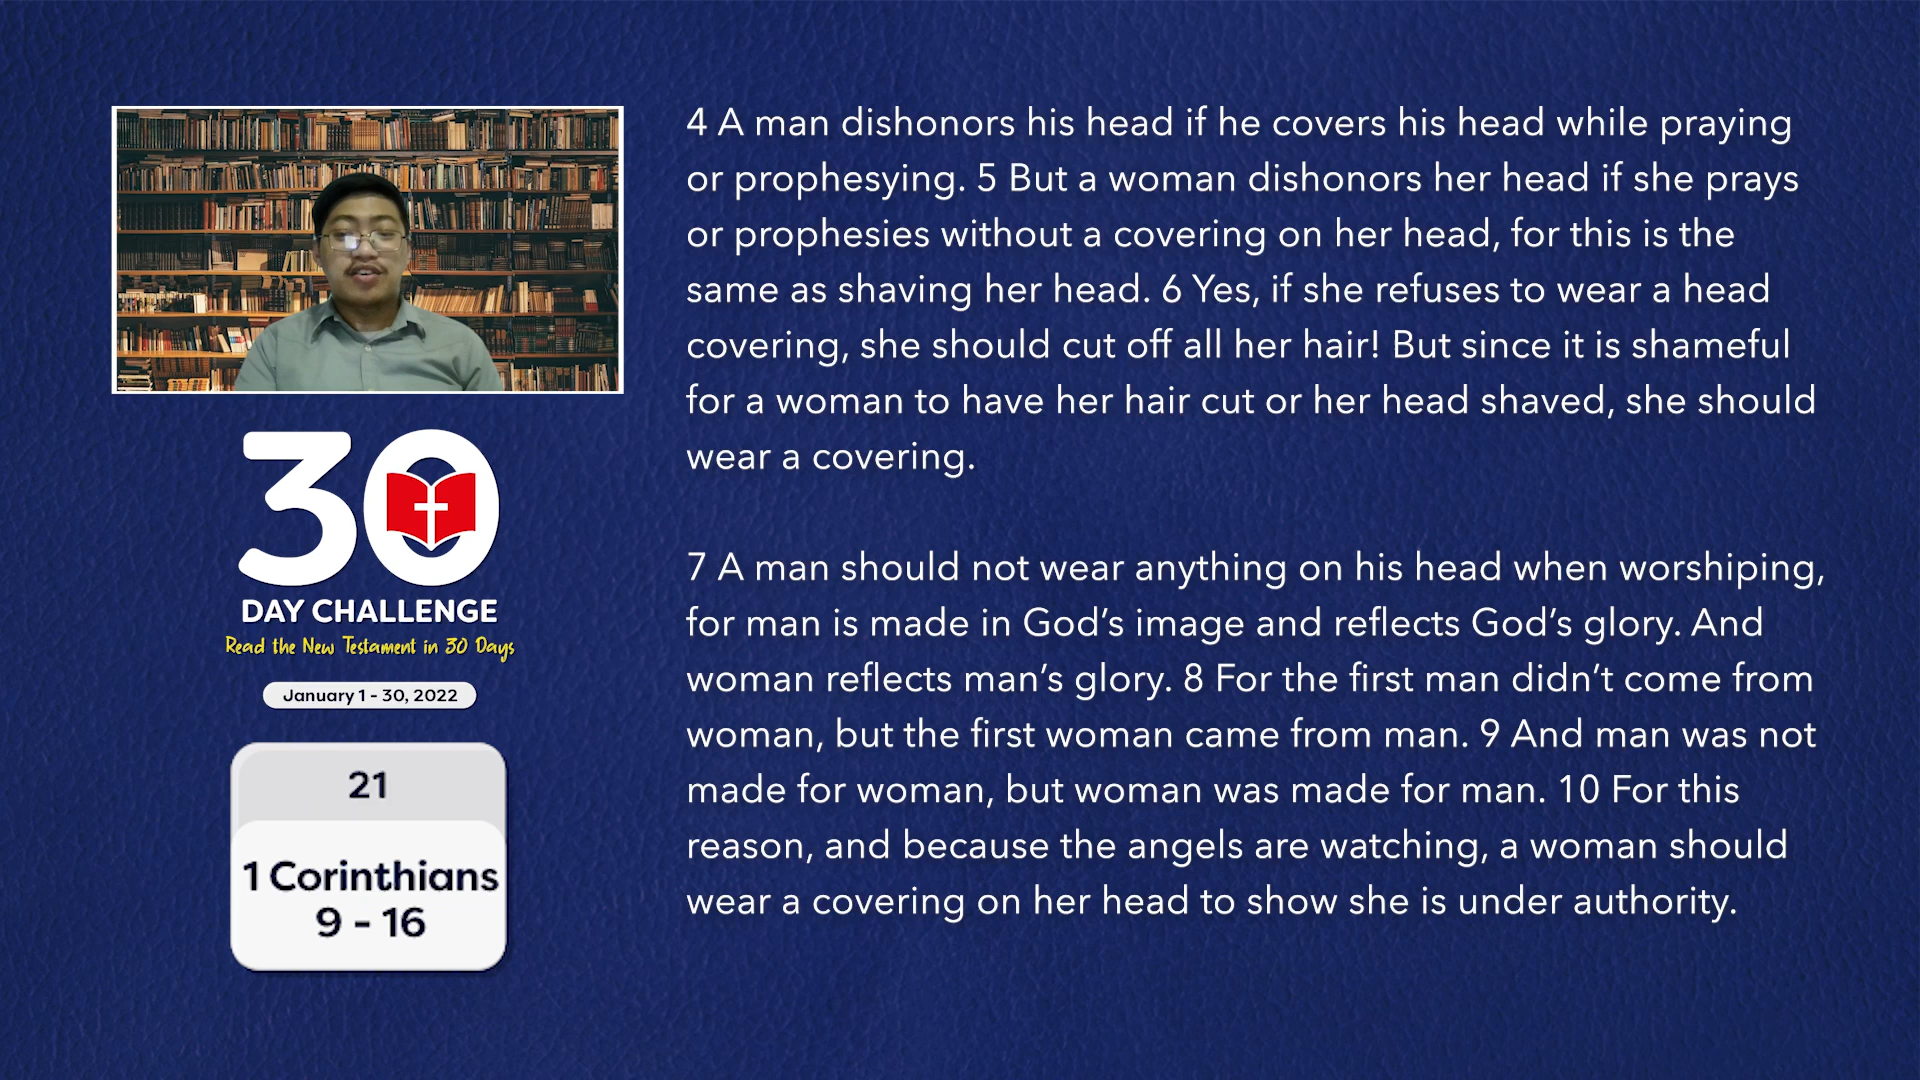 4 A man dishonors his head if he covers his head while praying
or prophesying. 5 But a woman dishonors her head if she prays
or prophesies without a covering on her head, for this is the
same as shaving her head. 6 Yes, if she refuses to wear a head
covering, she should cut off all her hair! But since it is shameful
for a woman to have her hair cut or her head shaved, she should
wear a covering.
7 A man should not wear anything on his head when worshiping,
for man is made in God’s image and reflects God’s glory. And
woman reflects man’s glory. 8 For the first man didn’t come from
woman, but the first woman came from man. 9 And man was not
made for woman, but woman was made for man. 10 For this
reason, and because the angels are watching, a woman should
wear a covering on her head to show she is under authority.
30
DAY CHALLENGE
Read the New Testament in 30 Days
January 1 - 30, 2022
21
1 Corinthians
9 - 16